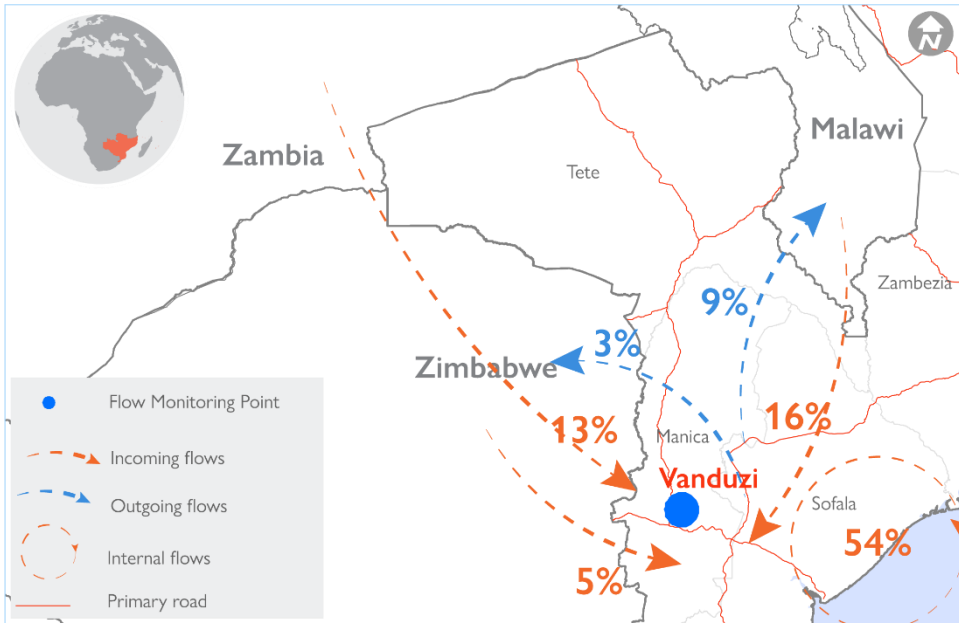 N
Malawi
Zambia
Tete
Zambezia
9%
3%
Zimbabwe
Flow Monitoring Point
13%
Manica
16%
Incoming flows
Vanduzi
Outgoing flows
Sofala
54%
Internal flows
5%
Primary road